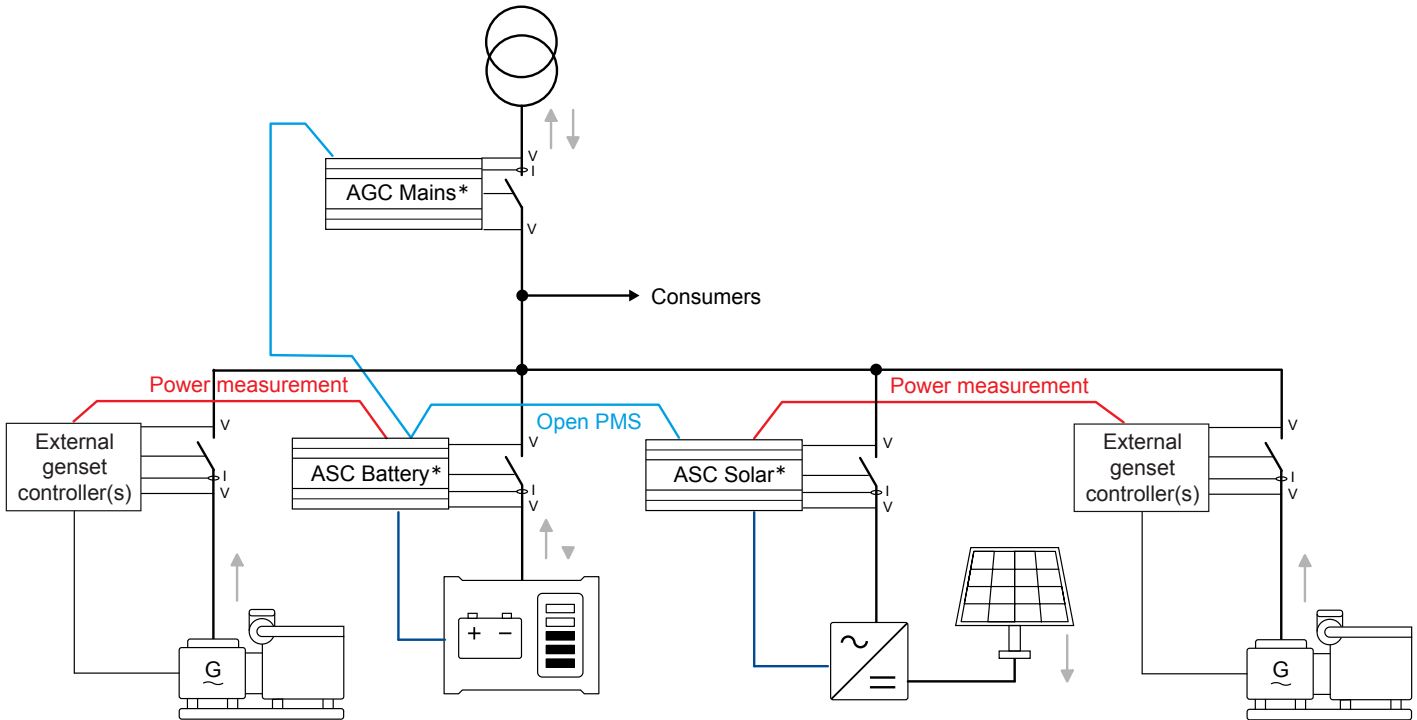 V
I
AGC Mains*
V
Consumers
Power measurement
Power measurement
Open PMS
V
V
V
V
External
genset
controller(s)
I
V
ASC Battery*
I
V
ASC Solar*
I
V
External
genset
controller(s)
I
V
+ −
G
~
~
=
G
~